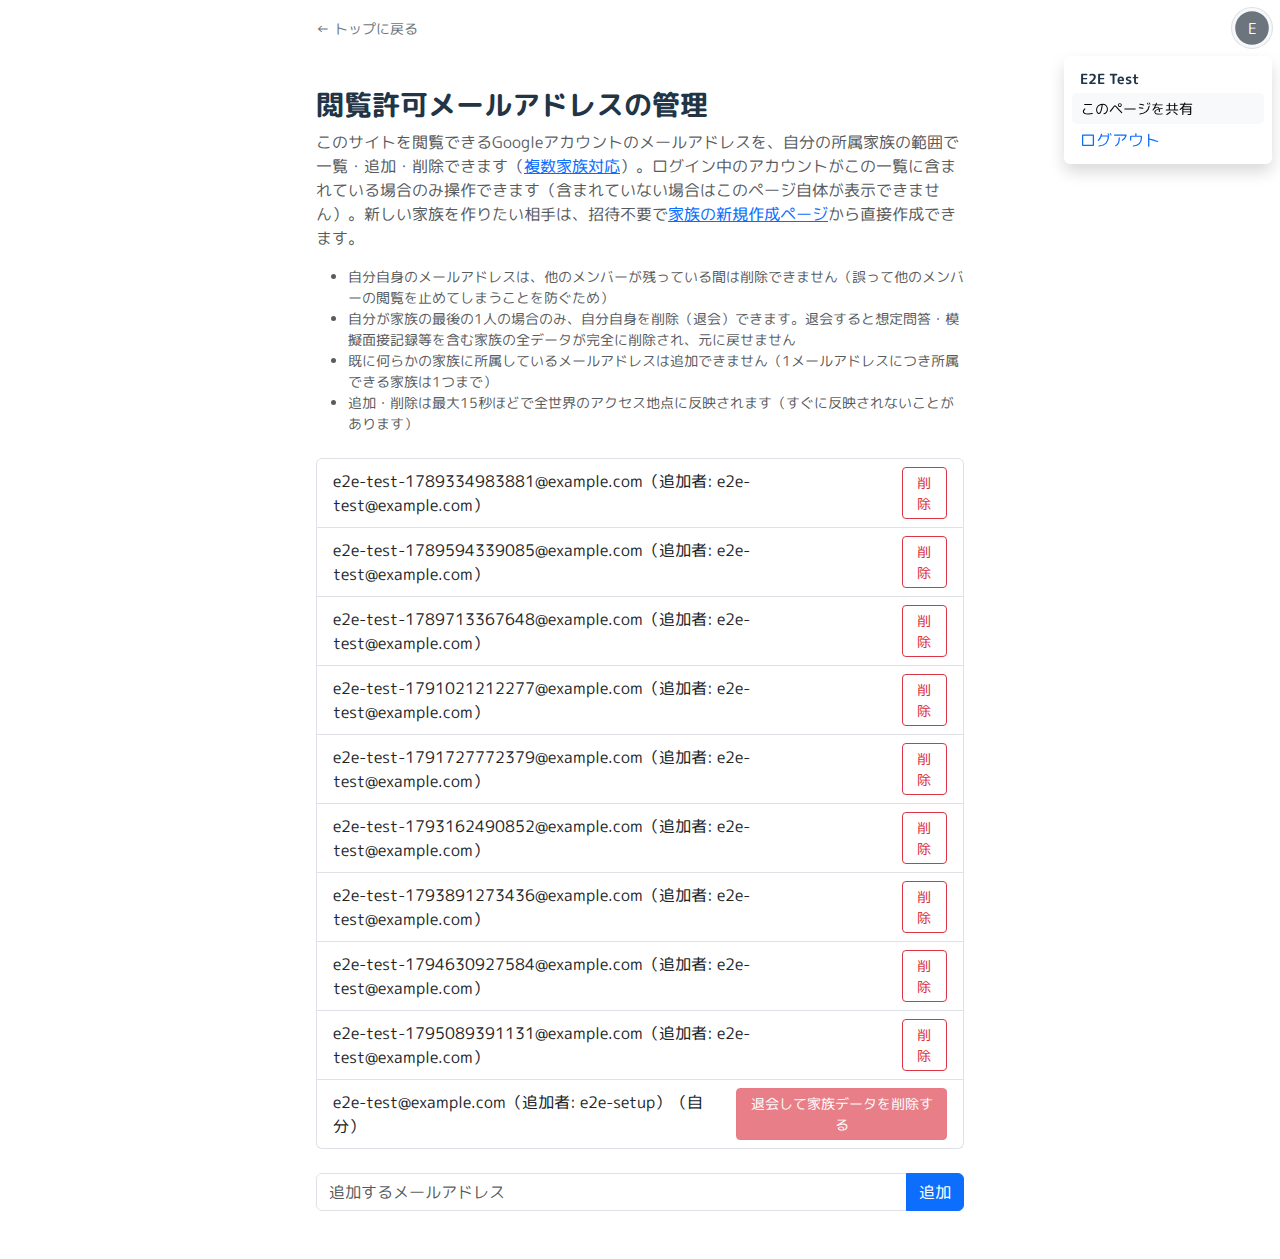 ← トップに戻る
E
E2E Test
このページを共有
ログアウト
閲覧許可メールアドレスの管理
このサイトを閲覧できるGoogleアカウントのメールアドレスを、自分の所属家族の範囲で
一覧・追加・削除できます（複数家族対応）。ログイン中のアカウントがこの一覧に含ま
れている場合のみ操作できます（含まれていない場合はこのページ自体が表示できませ
ん）。新しい家族を作りたい相手は、招待不要で家族の新規作成ページから直接作成でき
ます。
• 自分自身のメールアドレスは、他のメンバーが残っている間は削除できません（誤って他のメンバ
ーの閲覧を止めてしまうことを防ぐため）
• 自分が家族の最後の1人の場合のみ、自分自身を削除（退会）できます。退会すると想定問答・模
擬面接記録等を含む家族の全データが完全に削除され、元に戻せません
• 既に何らかの家族に所属しているメールアドレスは追加できません（1メールアドレスにつき所属
できる家族は1つまで）
• 追加・削除は最大15秒ほどで全世界のアクセス地点に反映されます（すぐに反映されないことが
あります）
e2e-test-1789334983881@example.com（追加者: e2e-
test@example.com）
削
除
e2e-test-1789594339085@example.com（追加者: e2e-
test@example.com）
削
除
e2e-test-1789713367648@example.com（追加者: e2e-
test@example.com）
削
除
e2e-test-1791021212277@example.com（追加者: e2e-
test@example.com）
削
除
e2e-test-1791727772379@example.com（追加者: e2e-
test@example.com）
削
除
e2e-test-1793162490852@example.com（追加者: e2e-
test@example.com）
削
除
e2e-test-1793891273436@example.com（追加者: e2e-
test@example.com）
削
除
e2e-test-1794630927584@example.com（追加者: e2e-
test@example.com）
削
除
e2e-test-1795089391131@example.com（追加者: e2e-
test@example.com）
削
除
e2e-test@example.com（追加者: e2e-setup）（自
分）
退会して家族データを削除す
る
追加するメールアドレス
追加